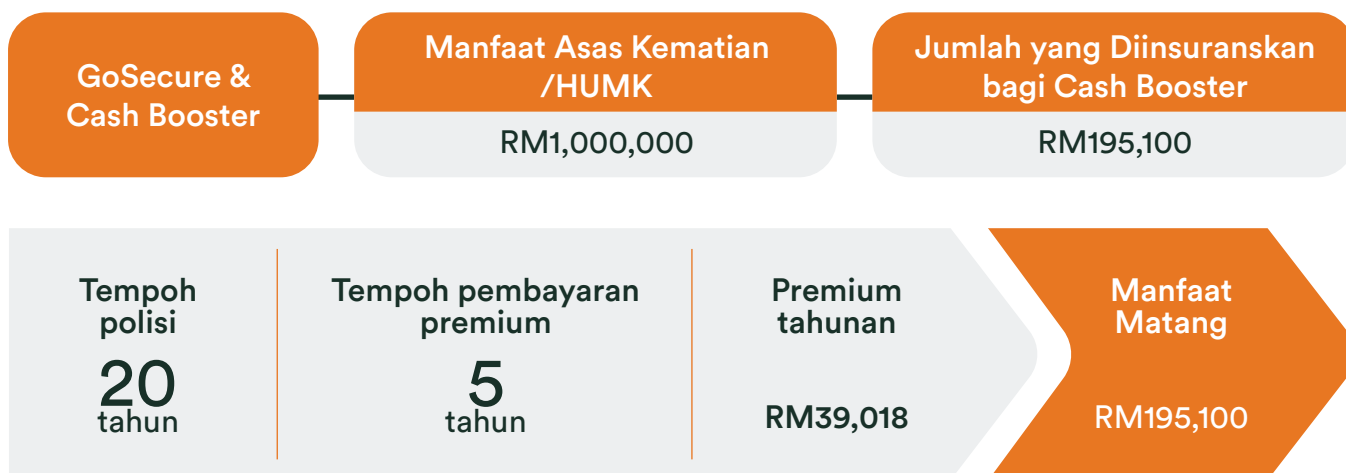 GoSecure &
Cash Booster
Manfaat Asas Kematian
/HUMK
RM1,000,000
Jumlah yang Diinsuranskan
bagi Cash Booster
RM195,100
Tempoh
polisi
20
tahun
Tempoh pembayaran
premium
5
tahun
Premium
tahunan
RM39,018
Manfaat
Matang
RM195,100